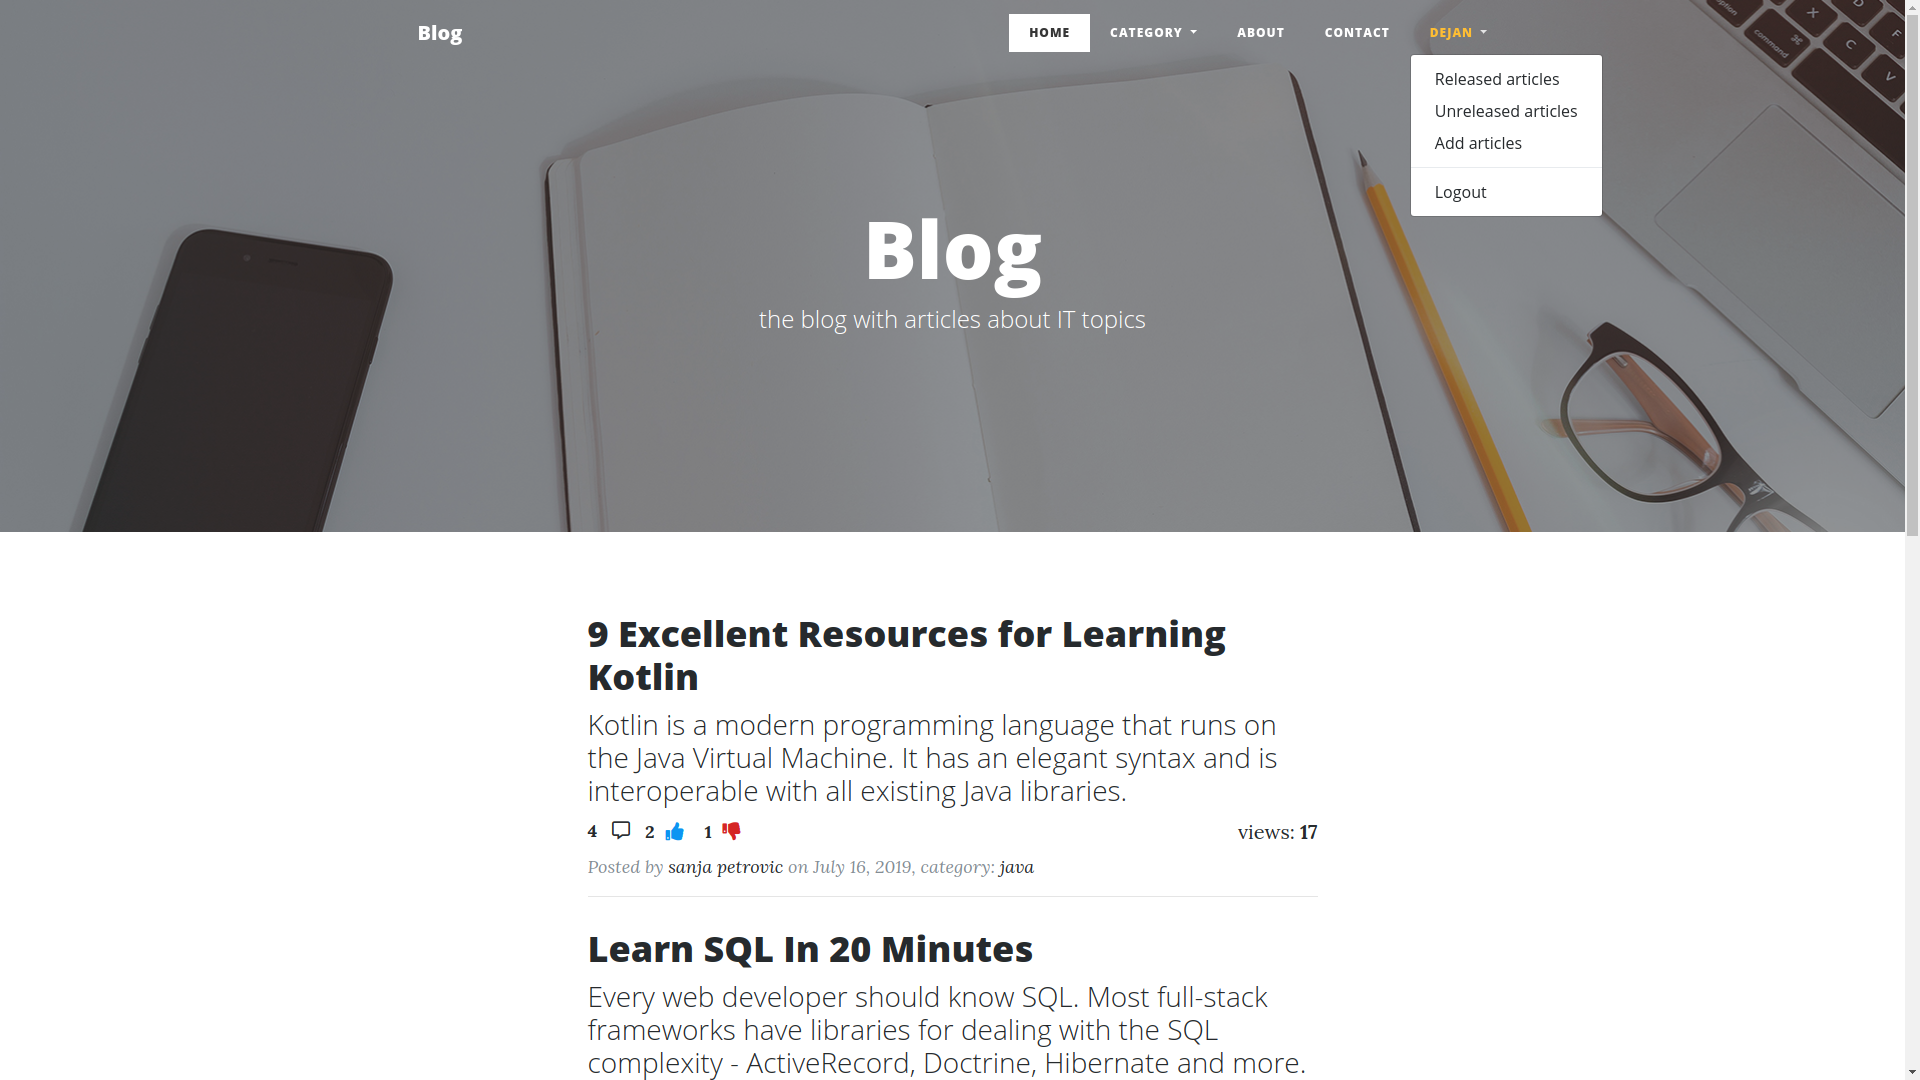 Blog
HOME
CATEGORY
ABOUT
CONTACT
DEJAN
Released articles
Unreleased articles
Add articles
Logout
Blog
the blog with articles about IT topics
option
command
X
C
D
F
V
9 Excellent Resources for Learning
Kotlin
Kotlin is a modern programming language that runs on
the Java Virtual Machine. It has an elegant syntax and is
interoperable with all existing Java libraries.
4 2 1 views: 17
Posted by sanja petrovic on July 16, 2019, category: java
Learn SQL In 20 Minutes
Every web developer should know SQL. Most full-stack
frameworks have libraries for dealing with the SQL
complexity - ActiveRecord, Doctrine, Hibernate and more.